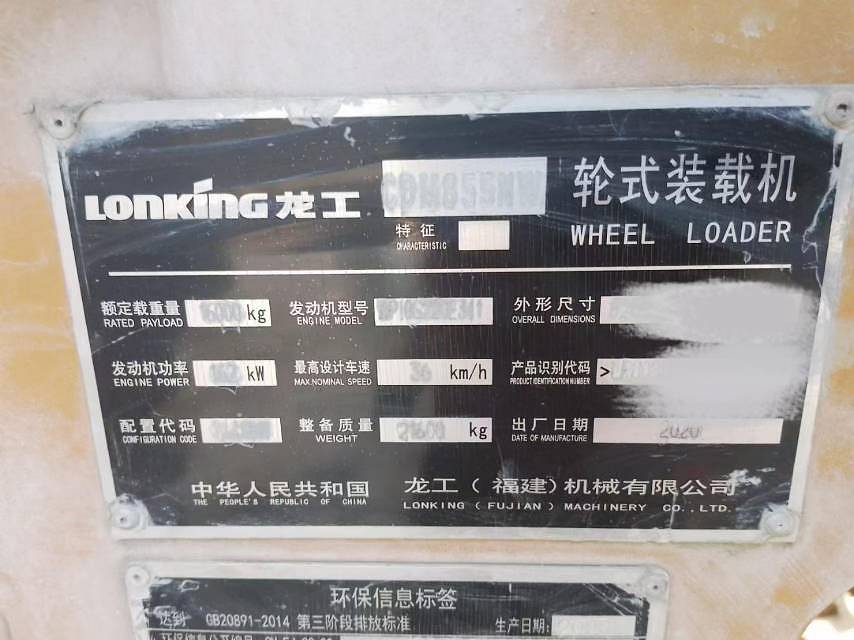 LONKING 龙工 CDM855NW 轮式装载机
特征
CHARACTERISTIC
WHEEL LOADER
额定载重量 kg 发动机型号 外形尺寸
RATED PAYLOAD ENGINE MODEL OVERALL DIMENSIONS
发动机功率 162 kW 最高设计车速 36 km/h 产品识别代码 >
ENGINE POWER MAX.NOMINAL SPEED PRODUCT IDENTIFICATION NUMBER
配置代码 整备质量 21600 kg 出厂日期 2020
CONFIGURATION CODE WEIGHT DATE OF MANUFACTURE
中华人民共和国 龙工（福建）机械有限公司
THE PEOPLE'S REPUBLIC OF CHINA LONKING (FUJIAN) MACHINERY CO.,LTD.
环保信息标签
达到 GB20891-2014 第三阶段排放标准 生产日期: